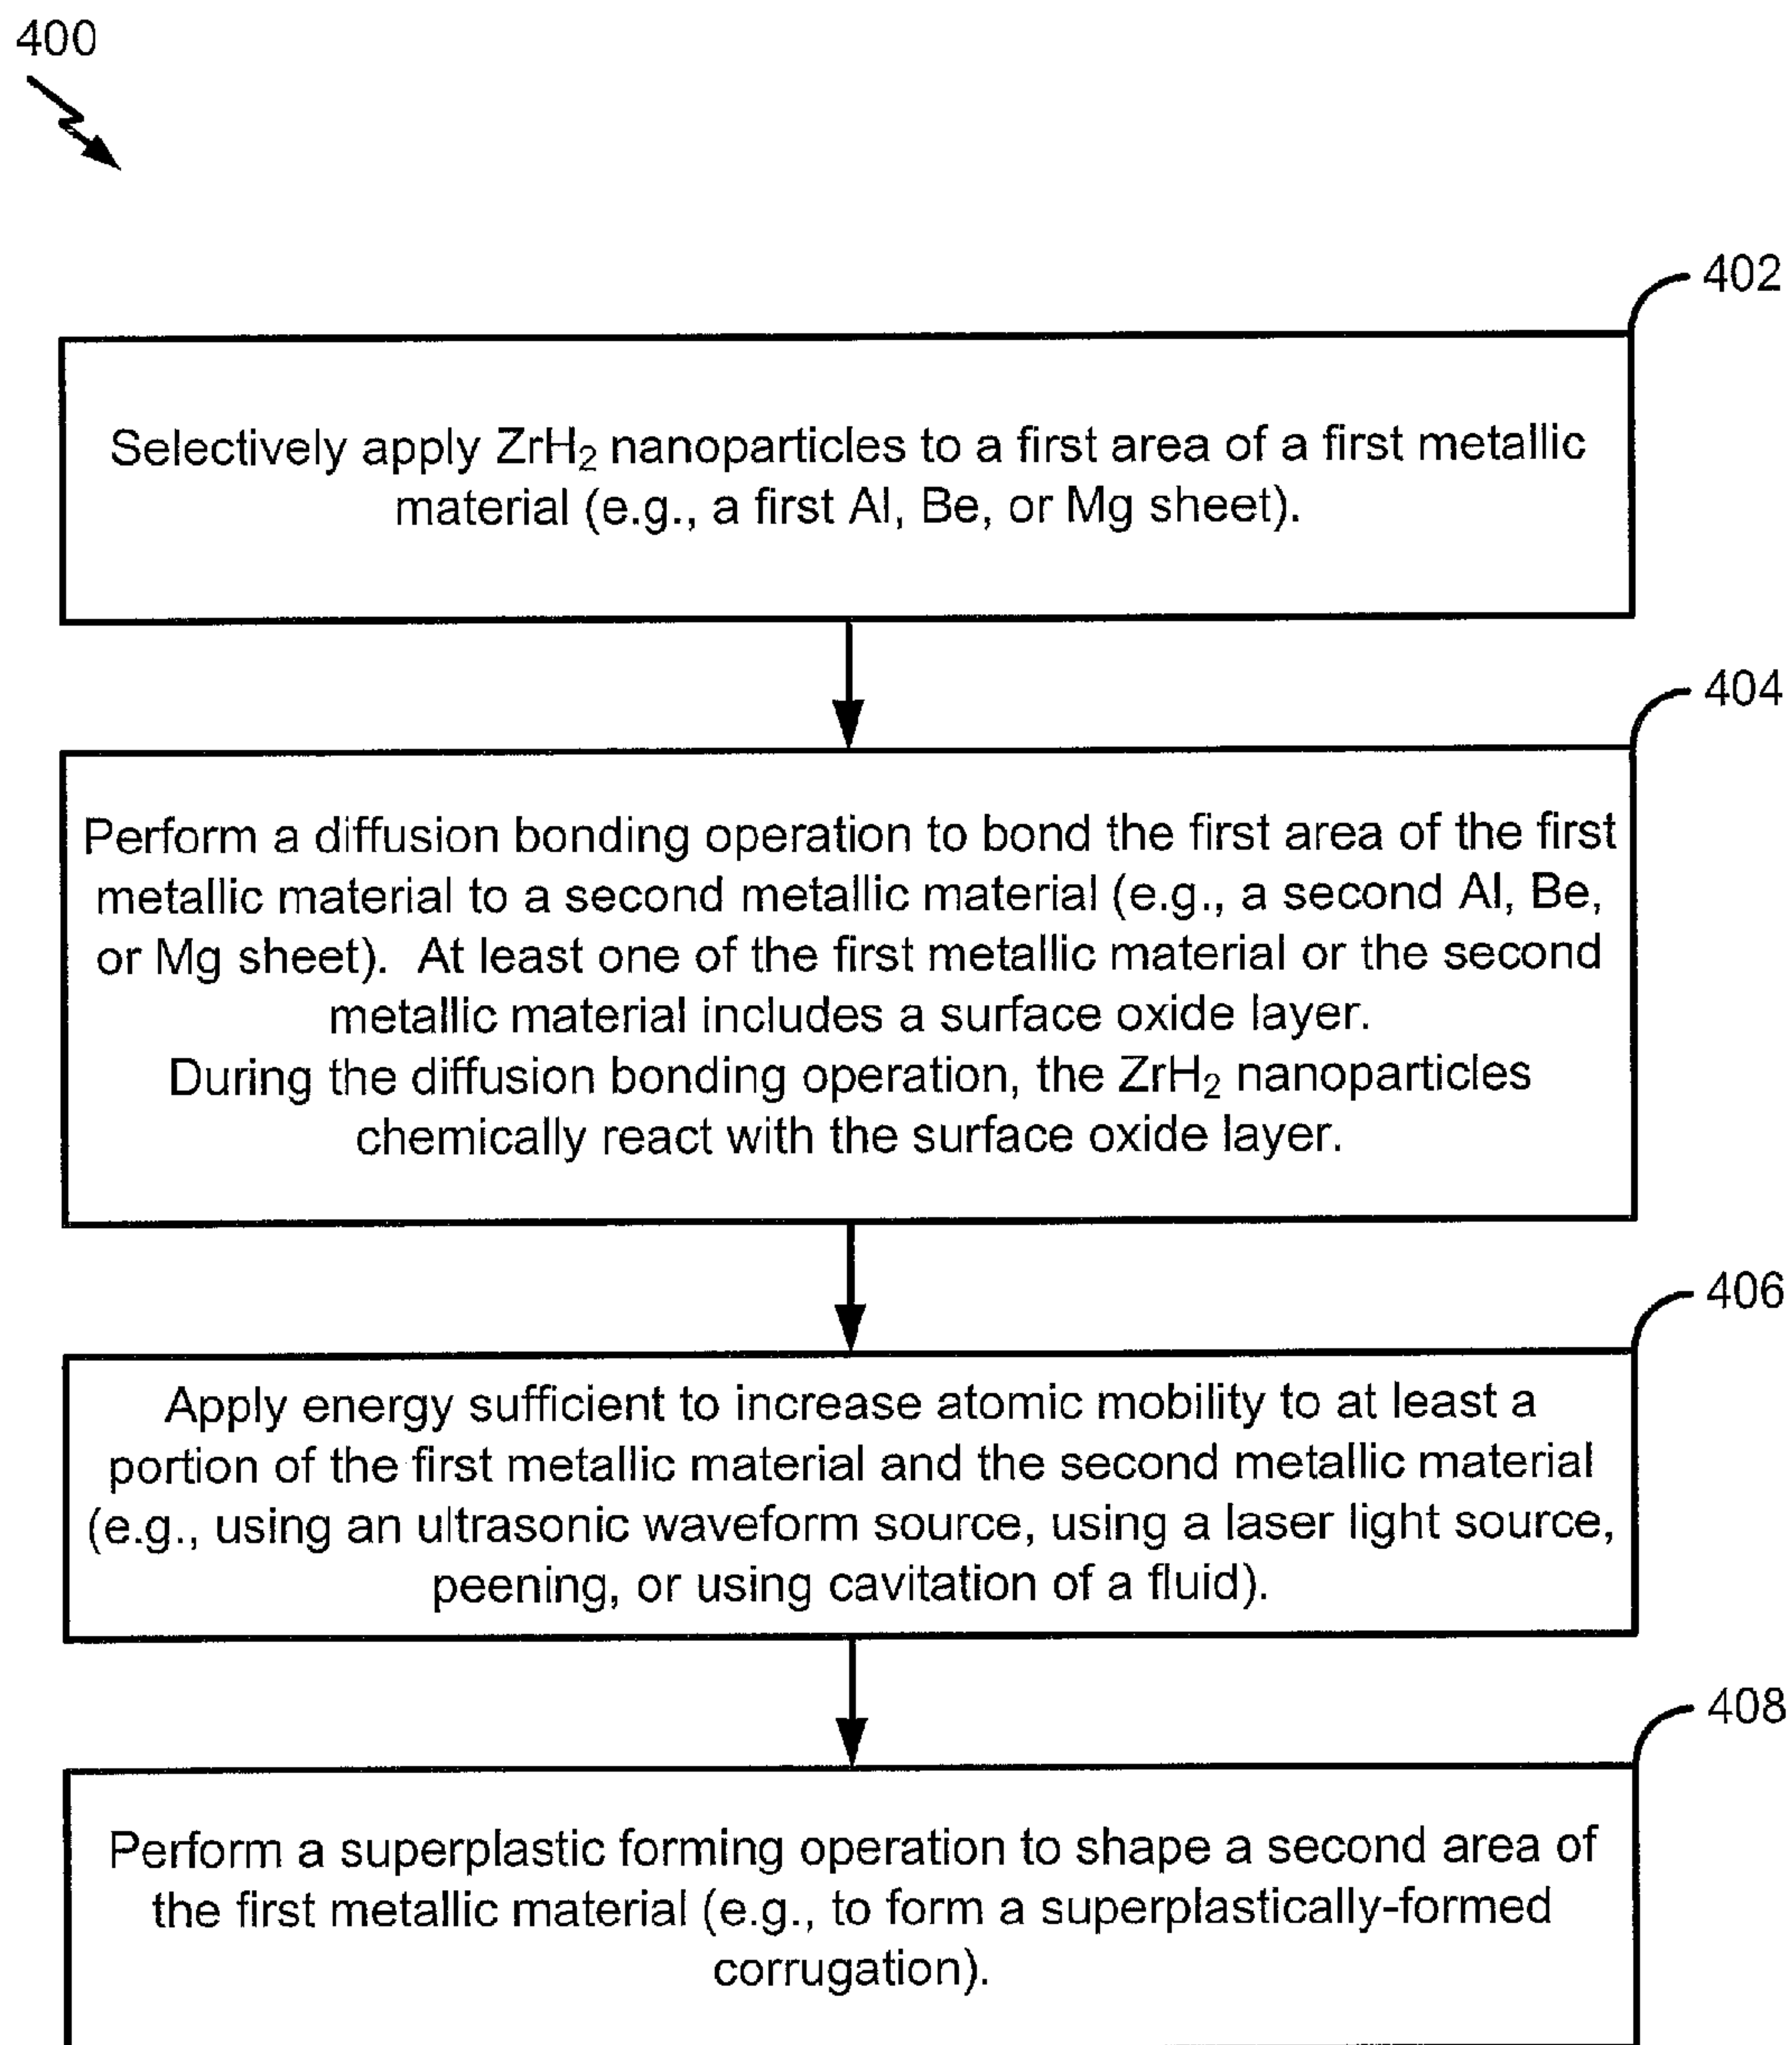 400
402
Selectively apply ZrH₂ nanoparticles to a first area of a first metallic
material (e.g., a first Al, Be, or Mg sheet).
404
Perform a diffusion bonding operation to bond the first area of the first
metallic material to a second metallic material (e.g., a second Al, Be,
or Mg sheet). At least one of the first metallic material or the second
metallic material includes a surface oxide layer.
During the diffusion bonding operation, the ZrH₂ nanoparticles
chemically react with the surface oxide layer.
406
Apply energy sufficient to increase atomic mobility to at least a
portion of the first metallic material and the second metallic material
(e.g., using an ultrasonic waveform source, using a laser light source,
peening, or using cavitation of a fluid).
408
Perform a superplastic forming operation to shape a second area of
the first metallic material (e.g., to form a superplastically-formed
corrugation).